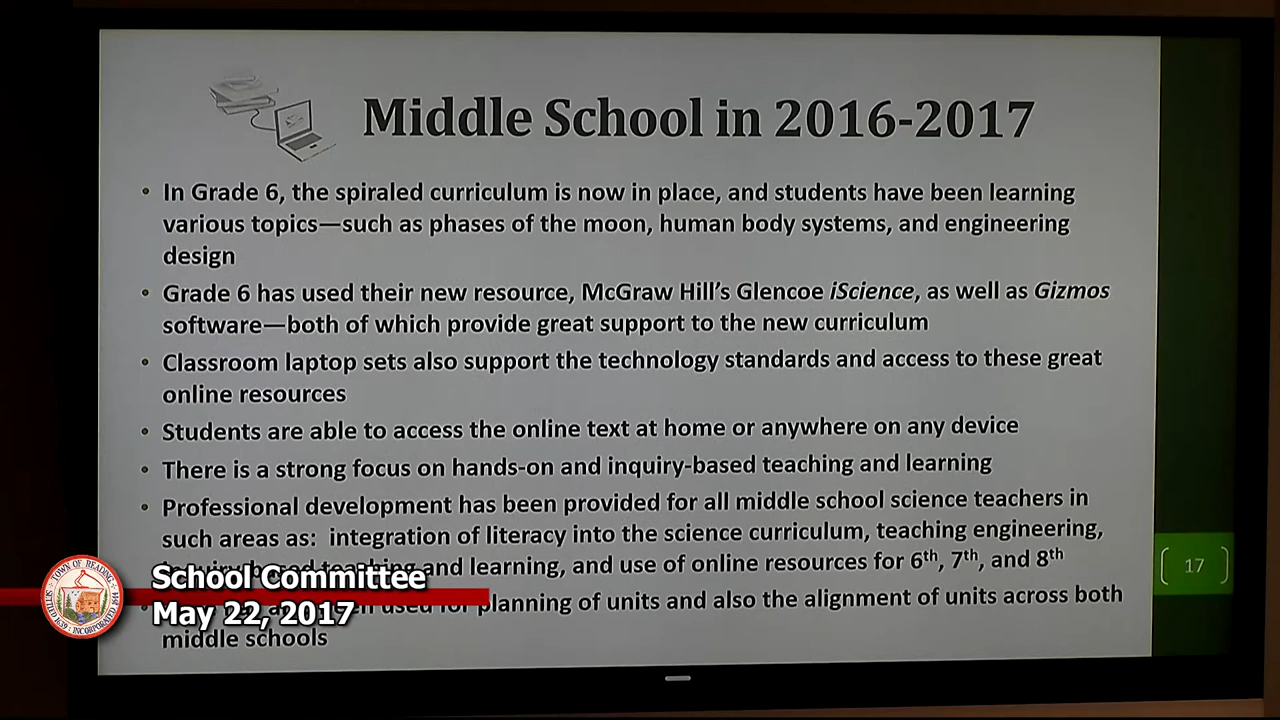 Middle School in 2016-2017
• In Grade 6, the spiraled curriculum is now in place, and students have been learning
various topics—such as phases of the moon, human body systems, and engineering
design
• Grade 6 has used their new resource, McGraw Hill's Glencoe iScience, as well as Gizmos
software—both of which provide great support to the new curriculum
• Classroom laptop sets also support the technology standards and access to these great
online resources
• Students are able to access the online text at home or anywhere on any device
• There is a strong focus on hands-on and inquiry-based teaching and learning
• Professional development has been provided for all middle school science teachers in
such areas as: integration of literacy into the science curriculum, teaching engineering,
teaching and learning, and use of online resources for 6th, 7th, and 8th
used for planning of units and also the alignment of units across both
middle schools
17
School Committee
May 22, 2017
TOWN OF READING
SETTLED 1639 INCORPORATED 1644